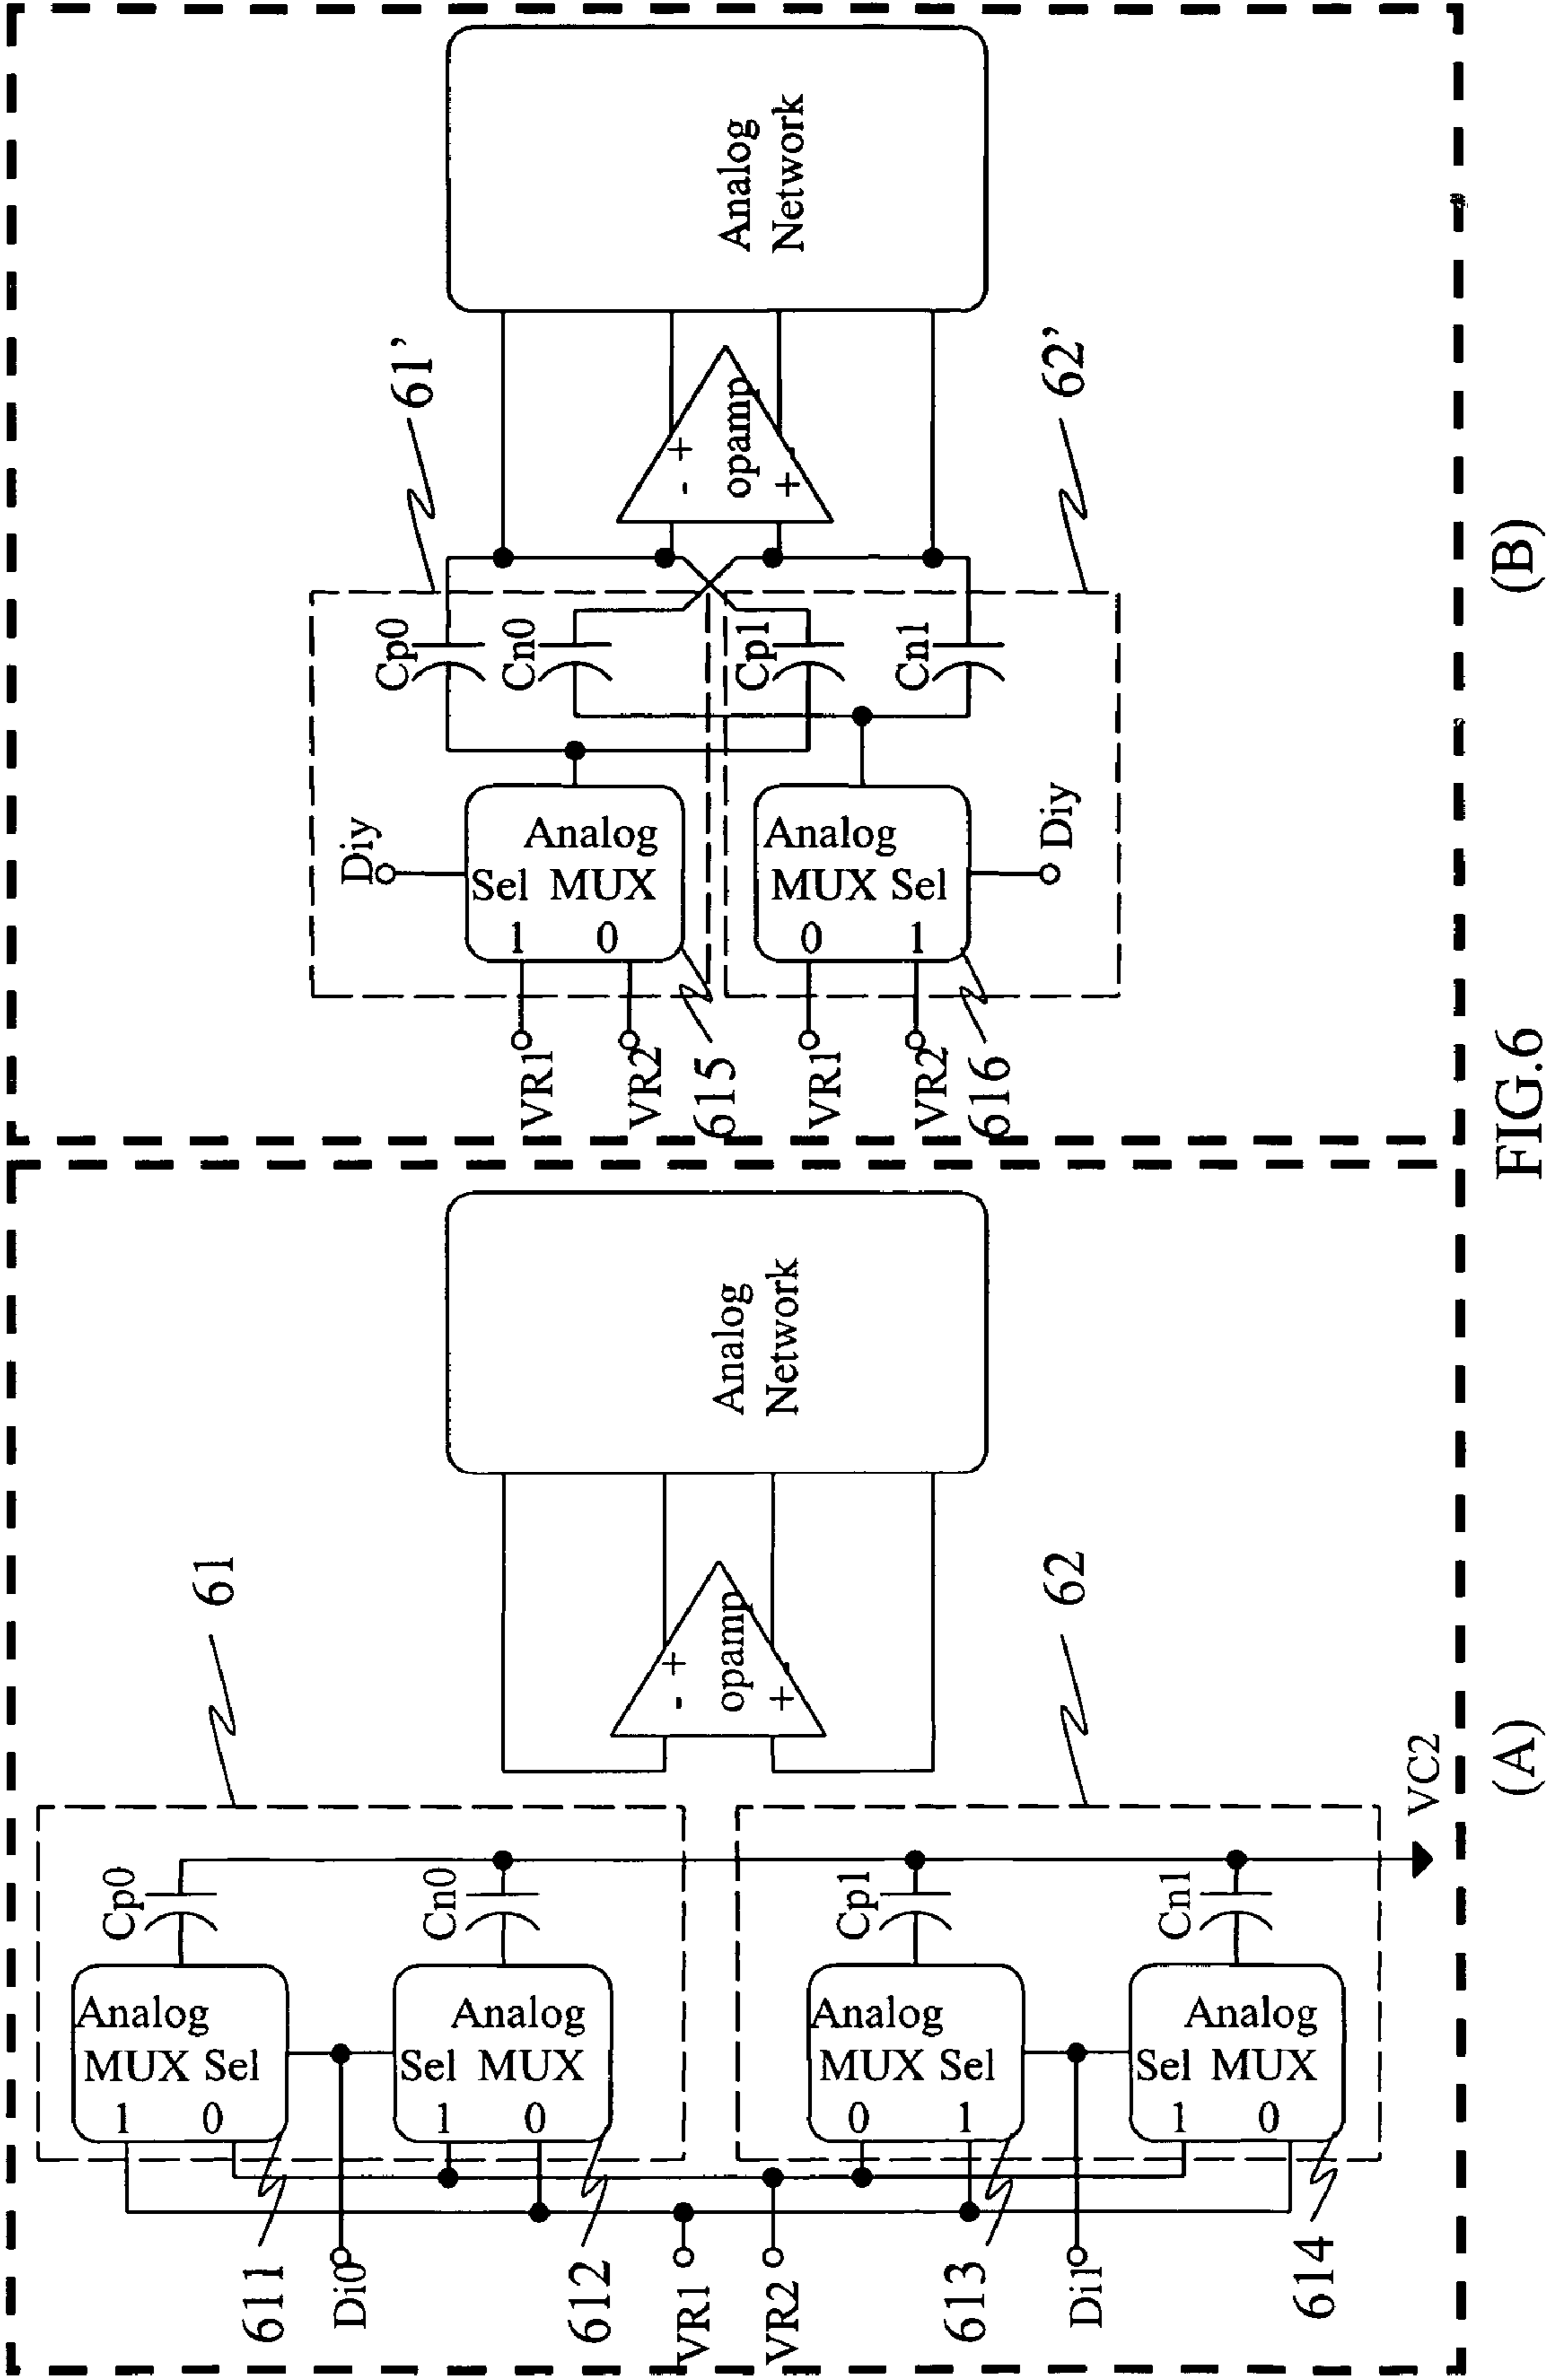 61
Cp0
Analog
MUX Sel
1 0
611
Di0
Cn0
Analog
Sel MUX
1 0
612
VR1
VR2
opamp
- +
+ -
Analog
Network
62
Cp1
Analog
MUX Sel
0 1
613
Di1
Cn1
Analog
Sel MUX
1 0
614
VC2
(A)
61’
Diy
Cp0
Cn0
Analog
Sel MUX
1 0
VR1
VR2
615
opamp
- +
+ -
Analog
Network
62’
Cp1
Cn1
Analog
MUX Sel
0 1
Diy
VR1
VR2
616
(B)
FIG.6